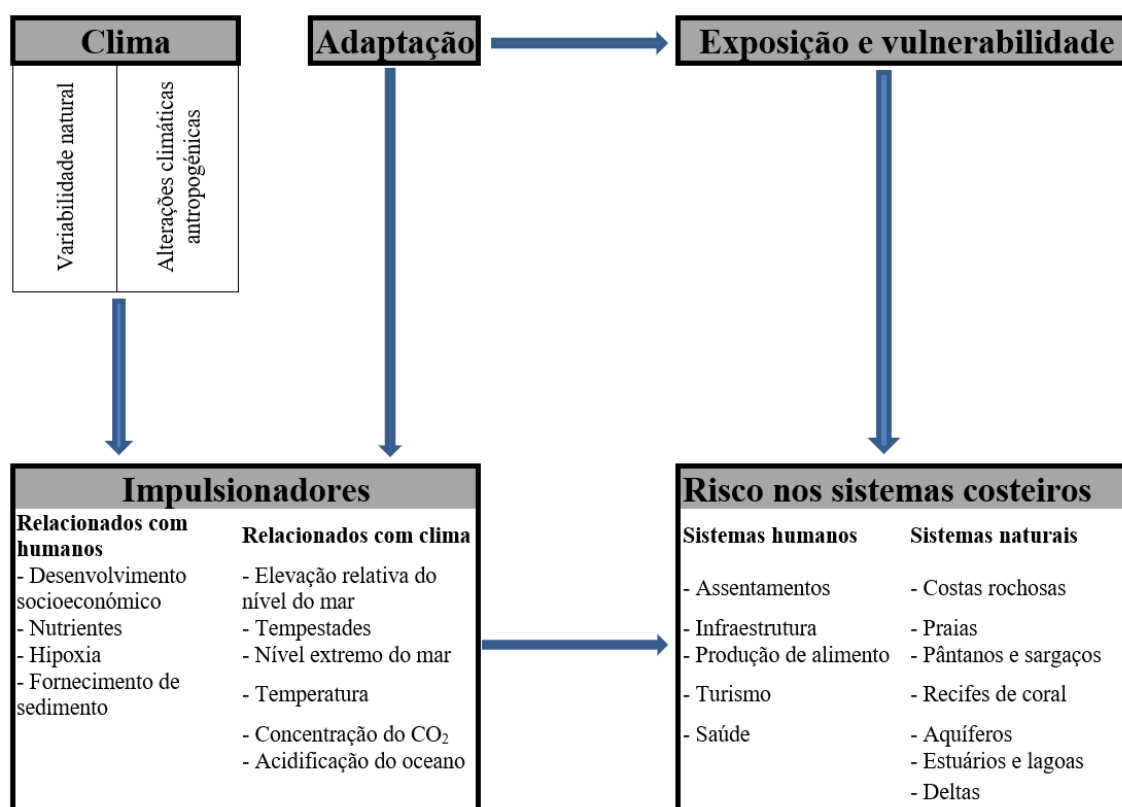 Clima
Variabilidade natural
Alterações climáticas
antropogénicas
Adaptação
Exposição e vulnerabilidade
Impulsionadores
Relacionados com
humanos
- Desenvolvimento
socioeconómico
- Nutrientes
- Hipoxia
- Fornecimento de
sedimento
Relacionados com clima
- Elevação relativa do
nível do mar
- Tempestades
- Nível extremo do mar
- Temperatura
- Concentração do CO₂
- Acidificação do oceano
Risco nos sistemas costeiros
Sistemas humanos
- Assentamentos
- Infraestrutura
- Produção de alimento
- Turismo
- Saúde
Sistemas naturais
- Costas rochosas
- Praias
- Pântanos e sargaços
- Recifes de coral
- Aquíferos
- Estuários e lagoas
- Deltas